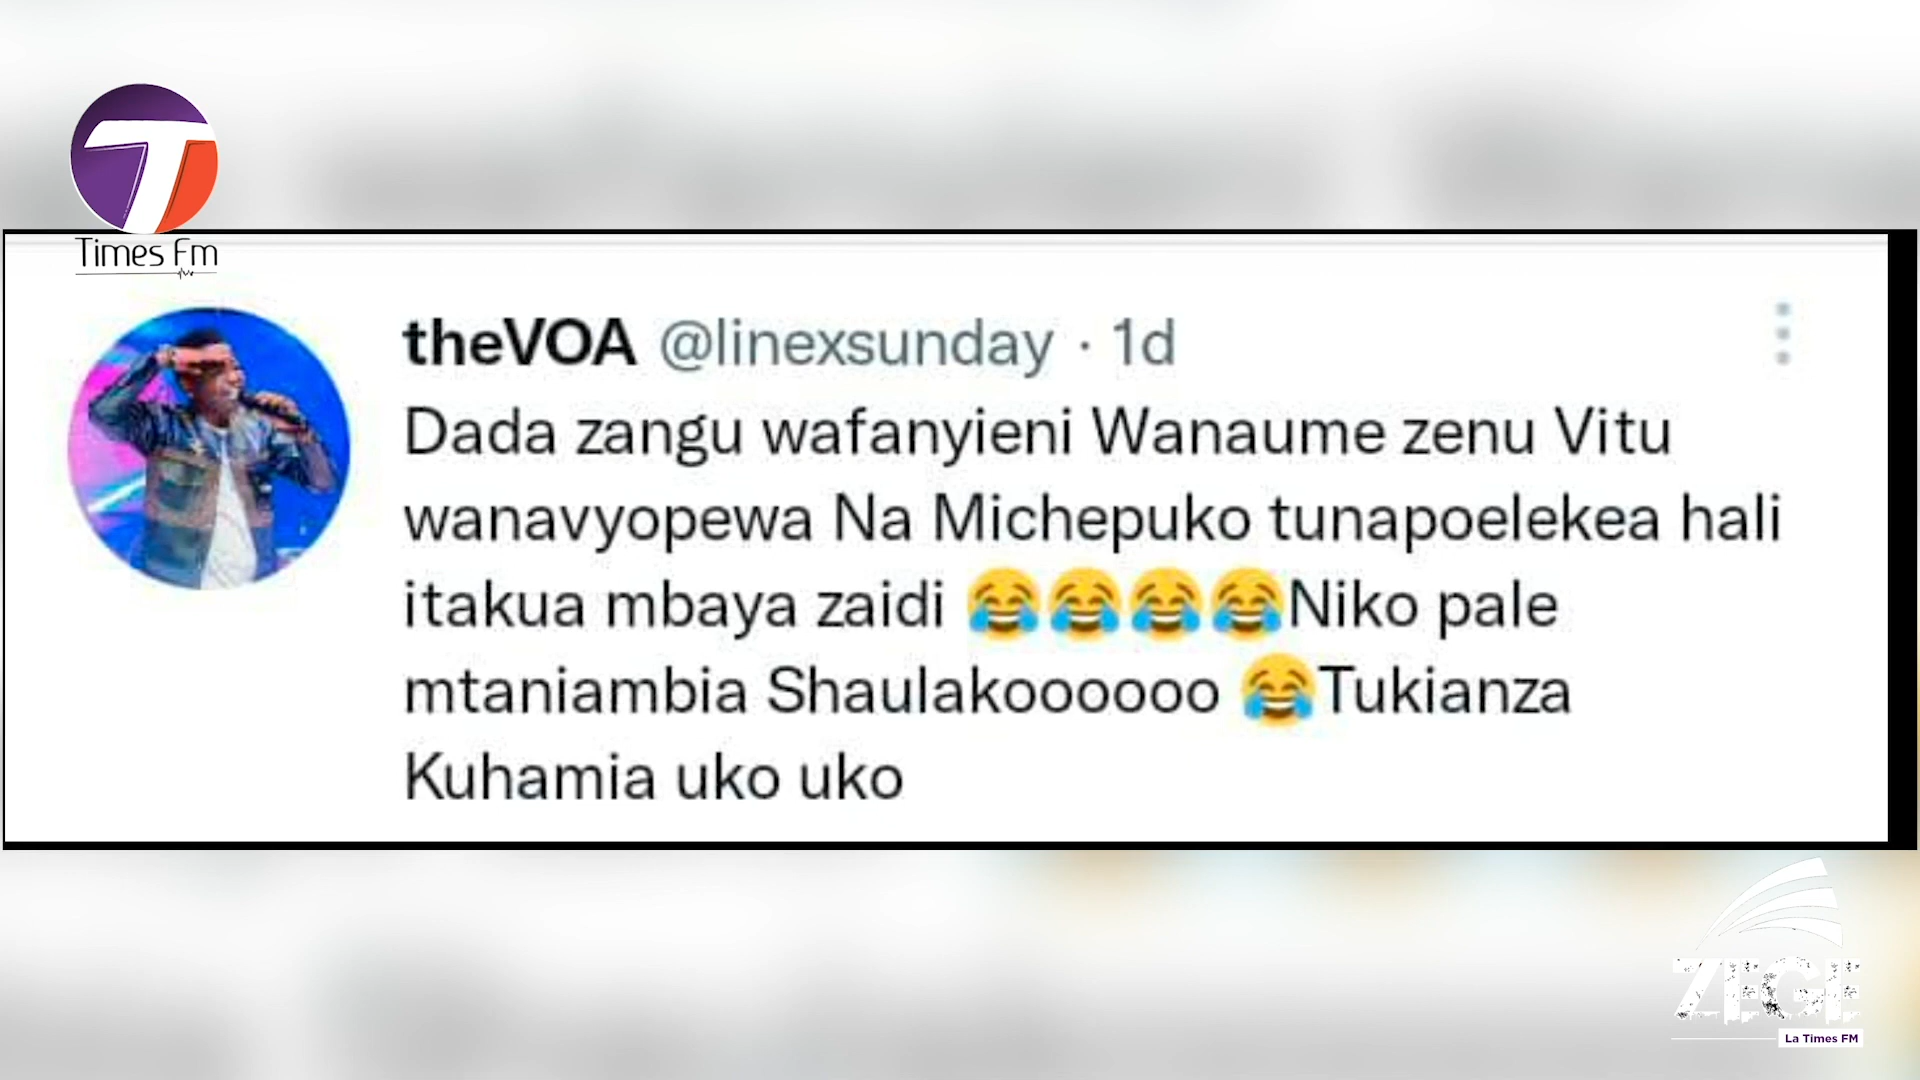 Times Fm
theVOA @linexsunday · 1d
Dada zangu wafanyieni Wanaume zenu Vitu
wanavyopewa Na Michepuko tunapoelekea hali
itakua mbaya zaidi 😂😂😂😂Niko pale
mtaniambia Shaulakoooooo 😂Tukianza
Kuhamia uko uko
ZEGE
La Times FM